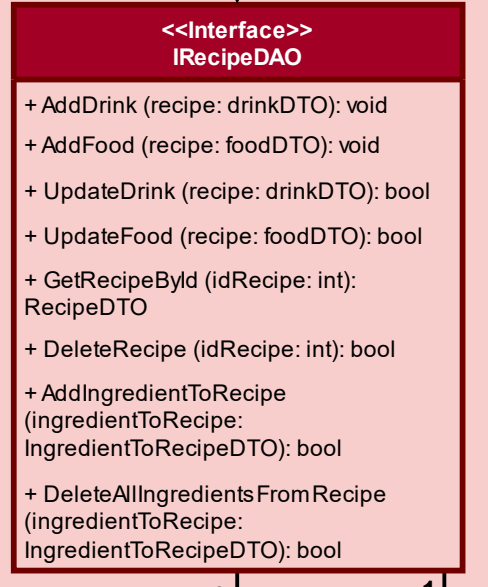 <<Interface>>
IRecipeDAO
+ AddDrink (recipe: drinkDTO): void
+ AddFood (recipe: foodDTO): void
+ UpdateDrink (recipe: drinkDTO): bool
+ UpdateFood (recipe: foodDTO): bool
+ GetRecipeById (idRecipe: int):
RecipeDTO
+ DeleteRecipe (idRecipe: int): bool
+ AddIngredientToRecipe
(ingredientToRecipe:
IngredientToRecipeDTO): bool
+ DeleteAllIngredientsFromRecipe
(ingredientToRecipe:
IngredientToRecipeDTO): bool